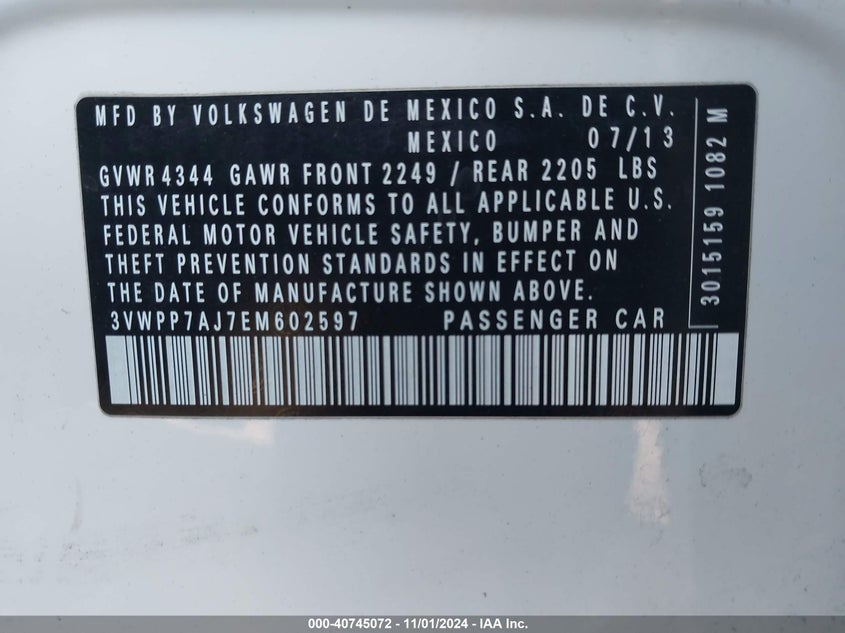 MFD BY VOLKSWAGEN DE MEXICO S.A. DE C.V.
MEXICO 07/13
GVWR 4344 GAWR FRONT 2249 / REAR 2205 LBS
THIS VEHICLE CONFORMS TO ALL APPLICABLE U.S.
FEDERAL MOTOR VEHICLE SAFETY, BUMPER AND
THEFT PREVENTION STANDARDS IN EFFECT ON
THE DATE OF MANUFACTURE SHOWN ABOVE.
3VWPP7AJ7EM602597 PASSENGER CAR
3015159 1082 M
000-40745072 - 11/01/2024 - IAA Inc.